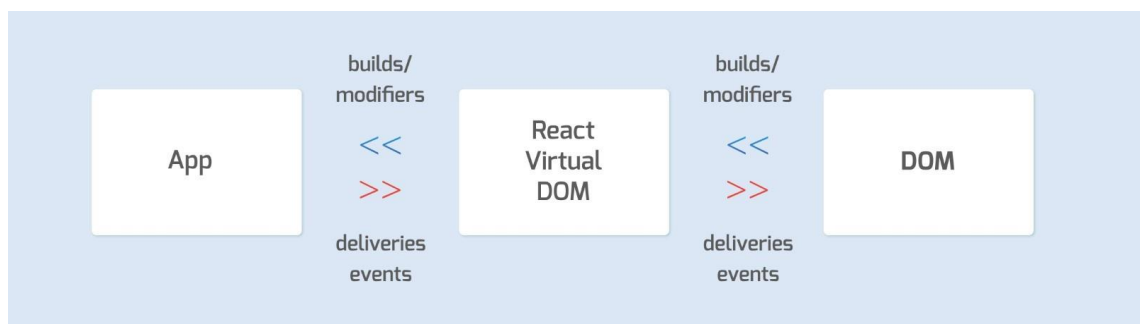 App
builds/
modifiers
<<
>>
deliveries
events
React
Virtual
DOM
builds/
modifiers
<<
>>
deliveries
events
DOM